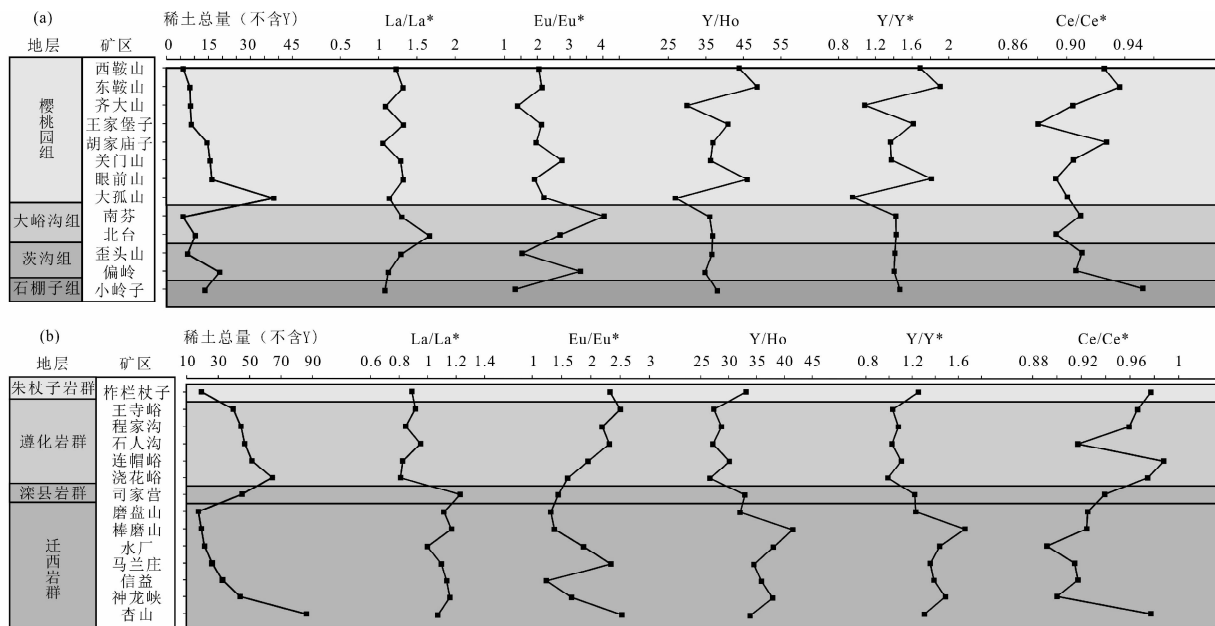 (a) 稀土总量（不含Y） La/La* Eu/Eu* Y/Ho Y/Y* Ce/Ce*
地层 矿区 0 15 30 45 0.5 1 1.5 2 1 2 3 4 25 35 45 55 0.8 1.2 1.6 2 0.86 0.90 0.94
樱桃园组
西鞍山
东鞍山
齐大山
王家堡子
胡家庙子
关门山
眼前山
大孤山
大峪沟组
南芬
北台
茨沟组
歪头山
偏岭
石棚子组 小岭子
(b) 稀土总量（不含Y） La/La* Eu/Eu* Y/Ho Y/Y* Ce/Ce*
地层 矿区 10 30 50 70 90 0.6 0.8 1 1.2 1.4 1 1.5 2 2.5 3 25 30 35 40 45 0.8 1 1.2 1.6 0.88 0.92 0.96 1
朱杖子岩群 柞栏杖子
遵化岩群
王寺峪
程家沟
石人沟
连帽峪
浇花峪
滦县岩群 司家营
迁西岩群
磨盘山
棒磨山
水厂
马兰庄
信益
神龙峡
杏山